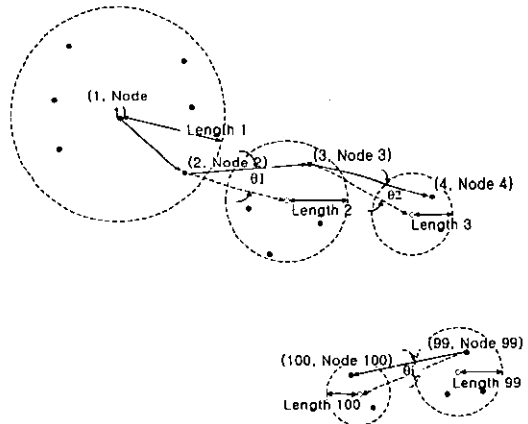 (1, Node
1)
Length 1
(2, Node 2)
θ1
(3, Node 3)
Length 2
θ2
(4, Node 4)
Length 3
(99, Node 99)
(100, Node 100)
θi
Length 99
Length 100